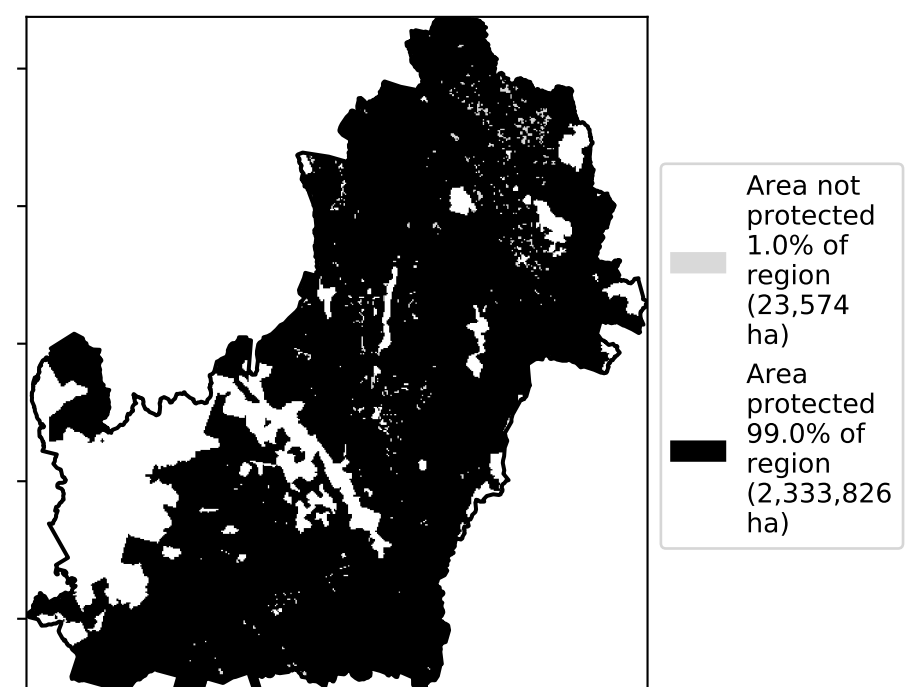 Area not
protected
1.0% of
region
(23,574
ha)
Area
protected
99.0% of
region
(2,333,826
ha)